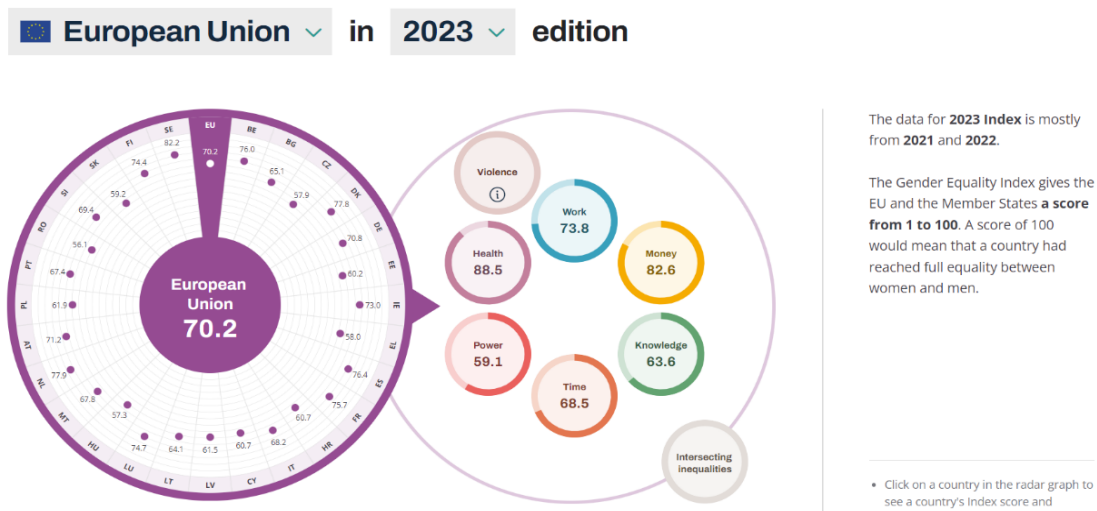 European Union in 2023 edition
EU
70.2
BE
76.0
BG
65.1
CZ
57.9
DK
77.8
DE
70.8
EE
60.2
IE
73.0
EL
58.0
ES
76.4
FR
75.7
HR
60.7
IT
68.2
CY
60.7
LV
61.5
LT
64.1
LU
74.7
HU
57.3
MT
67.8
NL
77.9
AT
71.2
PL
61.9
PT
67.4
RO
56.1
SI
69.4
SK
59.2
FI
74.4
SE
82.2
European
Union
70.2
Violence
i
Work
73.8
Health
88.5
Money
82.6
Power
59.1
Knowledge
63.6
Time
68.5
Intersecting
inequalities
The data for 2023 Index is mostly
from 2021 and 2022.
The Gender Equality Index gives the
EU and the Member States a score
from 1 to 100. A score of 100
would mean that a country had
reached full equality between
women and men.
• Click on a country in the radar graph to
see a country's Index score and